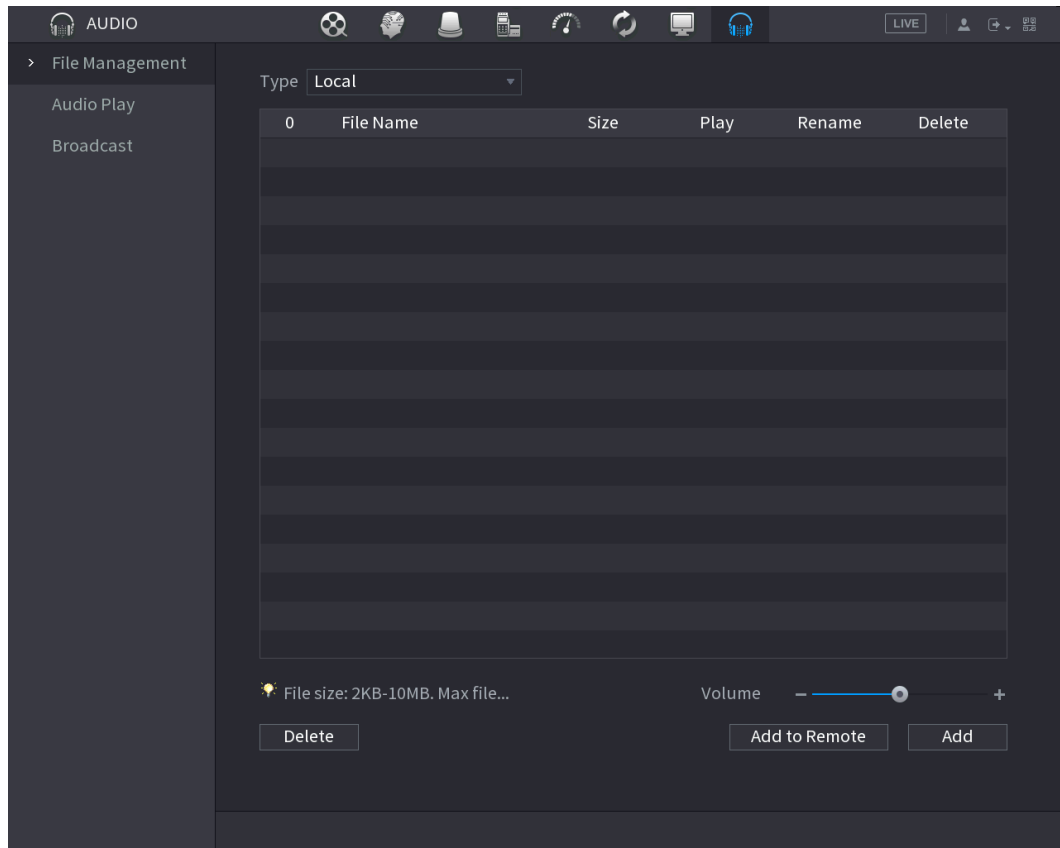 AUDIO
LIVE
File Management
Audio Play
Broadcast
Type Local
0 File Name Size Play Rename Delete
File size: 2KB-10MB. Max file...
Volume
Delete
Add to Remote
Add